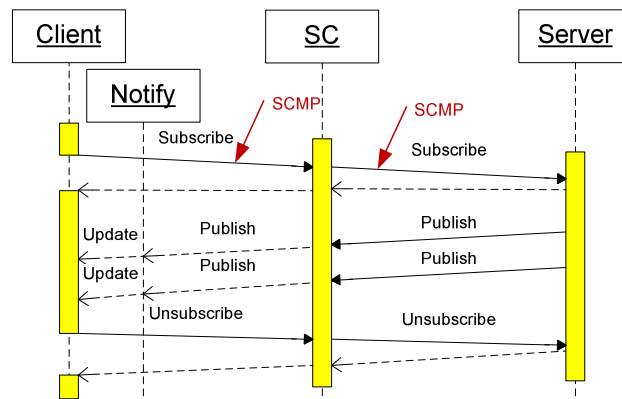 Client
SC
Server
Notify
SCMP
SCMP
Subscribe
Subscribe
Publish
Publish
Update
Publish
Publish
Update
Unsubscribe
Unsubscribe